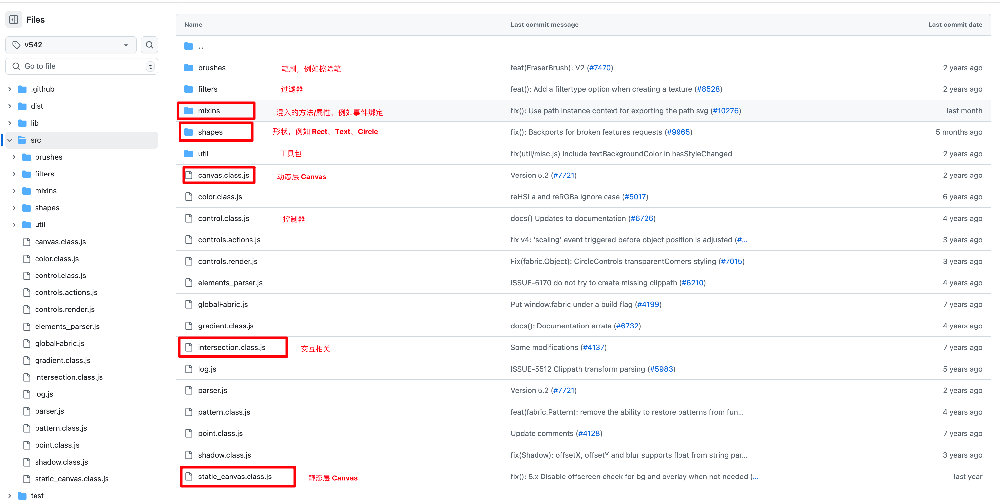 Files
v542
Go to file
t
.github
dist
lib
src
brushes
filters
mixins
shapes
util
canvas.class.js
color.class.js
control.class.js
controls.actions.js
controls.render.js
elements_parser.js
globalFabric.js
gradient.class.js
intersection.class.js
log.js
parser.js
pattern.class.js
point.class.js
shadow.class.js
static_canvas.class.js
test
Name Last commit message Last commit date
..
brushes 笔刷，例如擦除笔 feat(EraserBrush): V2 (#7470) 2 years ago
filters 过滤器 feat(): Add a filtertype option when creating a texture (#8528) 2 years ago
mixins 混入的方法/属性，例如事件绑定 fix(): Use path instance context for exporting the path svg (#10276) last month
shapes 形状，例如 Rect、Text、Circle fix(): Backports for broken features requests (#9965) 5 months ago
util 工具包 fix(util/misc.js) include textBackgroundColor in hasStyleChanged 2 years ago
canvas.class.js 动态层 Canvas Version 5.2 (#7721) 2 years ago
color.class.js reHSLa and reRGBa ignore case (#5017) 6 years ago
control.class.js 控制器 docs() Updates to documentation (#6726) 4 years ago
controls.actions.js fix v4: 'scaling' event triggered before object position is adjusted (#... 3 years ago
controls.render.js Fix(fabric.Object): CircleControls transparentCorners styling (#7015) 3 years ago
elements_parser.js ISSUE-6170 do not try to create missing clippath (#6210) 4 years ago
globalFabric.js Put window.fabric under a build flag (#4199) 7 years ago
gradient.class.js docs(): Documentation errata (#6732) 4 years ago
intersection.class.js 交互相关 Some modifications (#4137) 7 years ago
log.js ISSUE-5512 Clippath transform parsing (#5983) 5 years ago
parser.js Version 5.2 (#7721) 2 years ago
pattern.class.js feat(fabric.Pattern): remove the ability to restore patterns from fun... 4 years ago
point.class.js Update comments (#4128) 7 years ago
shadow.class.js fix(Shadow): offsetX, offsetY and blur supports float from string par... 3 years ago
static_canvas.class.js 静态层 Canvas fix(): 5.x Disable offscreen check for bg and overlay when not needed (... last year